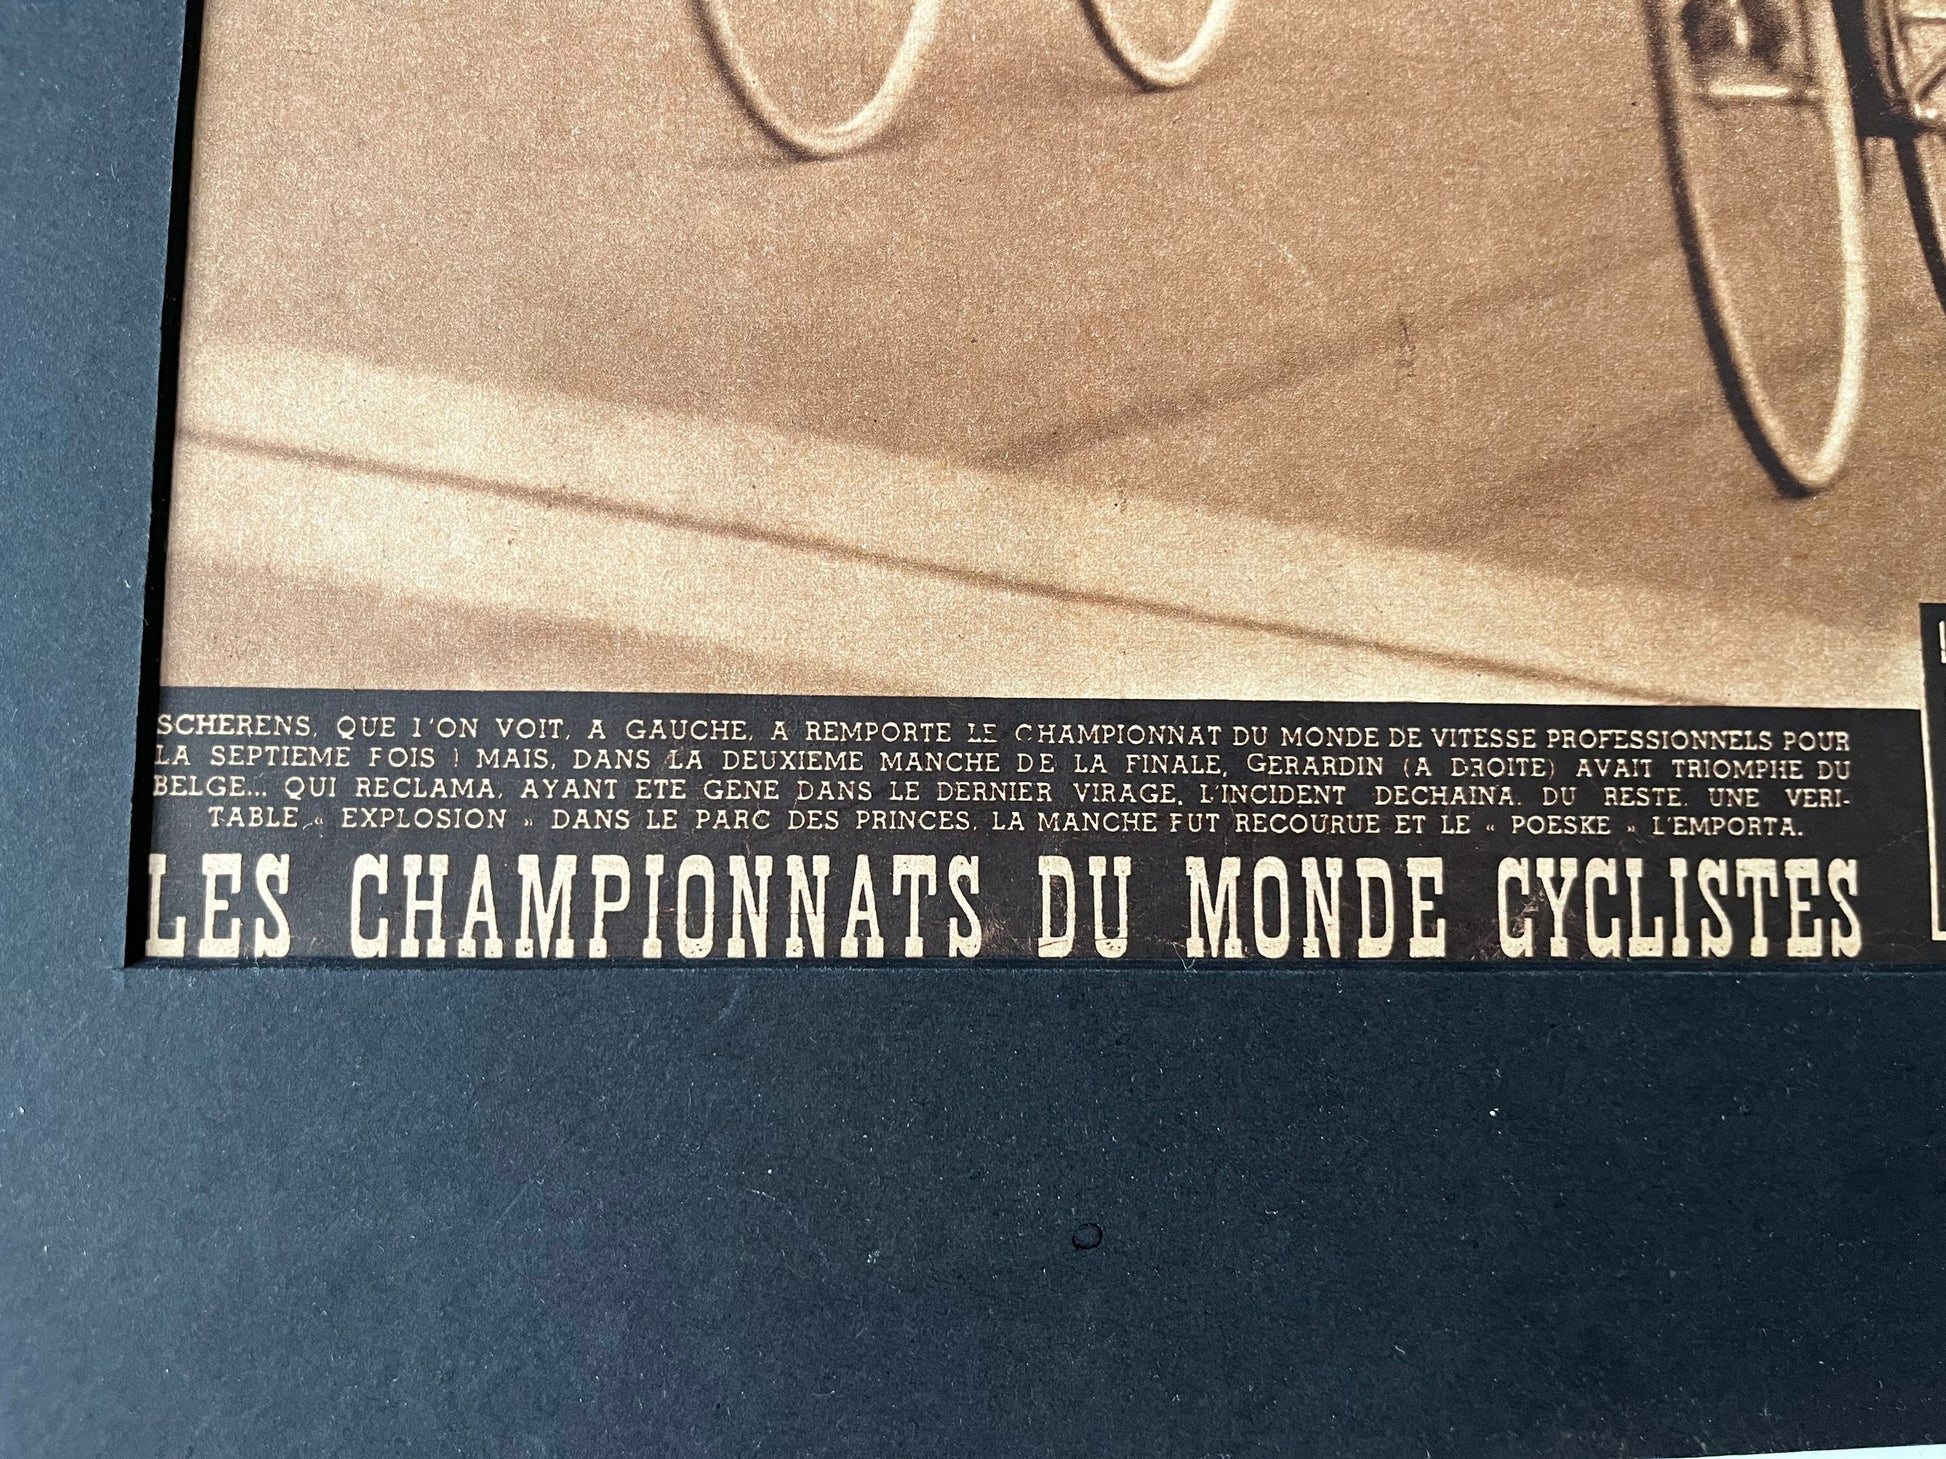 SCHERENS, QUE L'ON VOIT, A GAUCHE, A REMPORTE LE CHAMPIONNAT DU MONDE DE VITESSE PROFESSIONNELS POUR
LA SEPTIEME FOIS ! MAIS, DANS LA DEUXIEME MANCHE DE LA FINALE, GERARDIN (A DROITE) AVAIT TRIOMPHE DU
BELGE... QUI RECLAMA, AYANT ETE GENE DANS LE DERNIER VIRAGE. L'INCIDENT DECHAINA, DU RESTE, UNE VERI-
TABLE « EXPLOSION » DANS LE PARC DES PRINCES. LA MANCHE FUT RECOURUE ET LE « POESKE » L'EMPORTA.
LES CHAMPIONNATS DU MONDE CYCLISTES